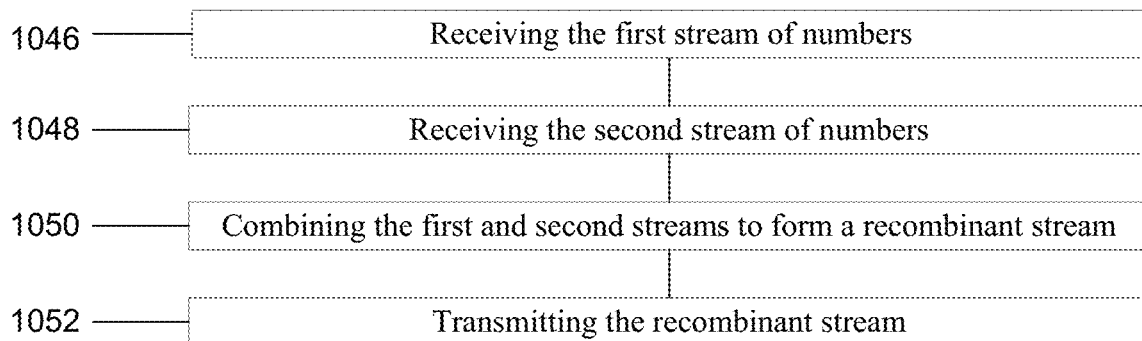 1046 Receiving the first stream of numbers
1048 Receiving the second stream of numbers
1050 Combining the first and second streams to form a recombinant stream
1052 Transmitting the recombinant stream